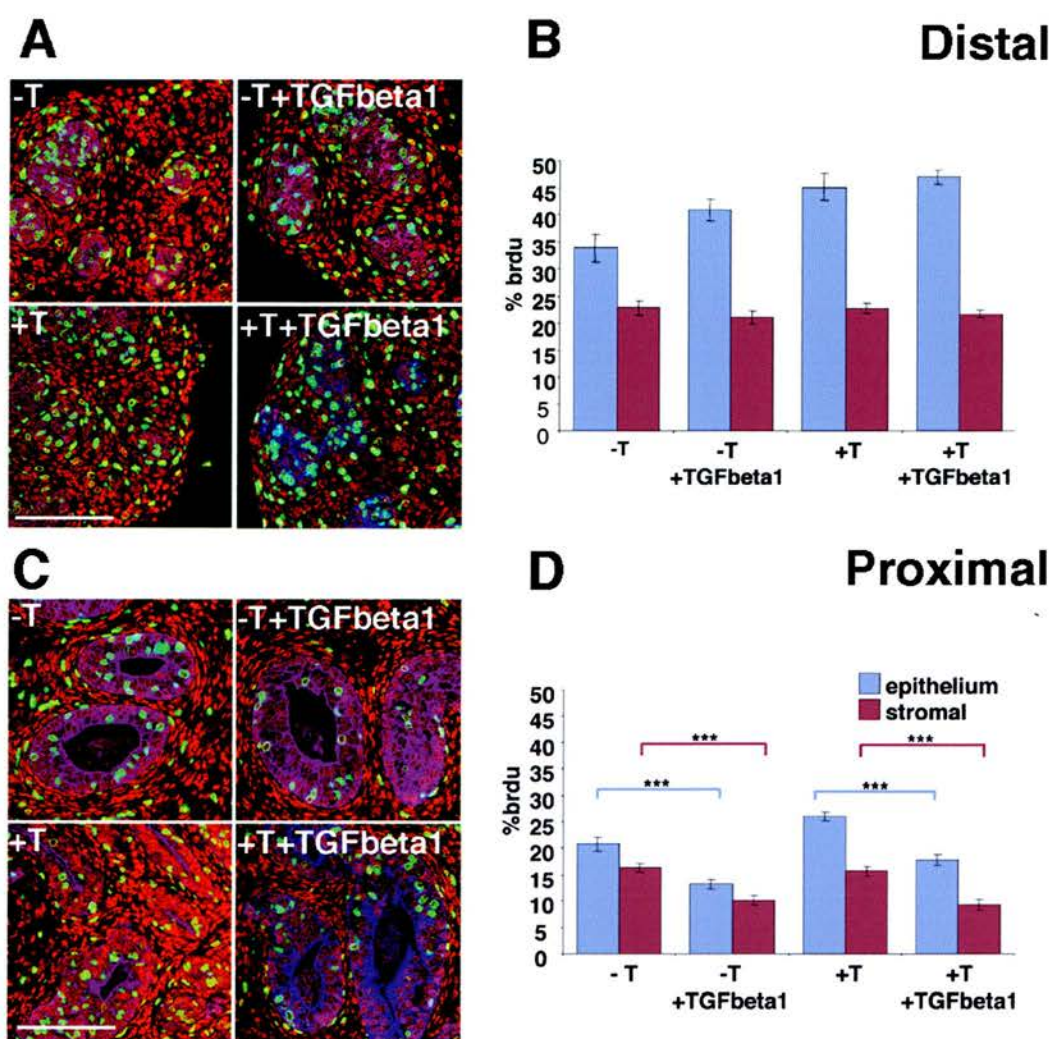 A
-T
-T+TGFbeta1
+T
+T+TGFbeta1
B
Distal
50
45
40
35
30
25
20
15
10
5
0
% brdu
-T
-T
+TGFbeta1
+T
+T
+TGFbeta1
C
-T
-T+TGFbeta1
+T
+T+TGFbeta1
D
Proximal
epithelium
stromal
50
45
40
35
30
25
20
15
10
5
0
%brdu
***
***
***
***
- T
-T
+TGFbeta1
+T
+T
+TGFbeta1